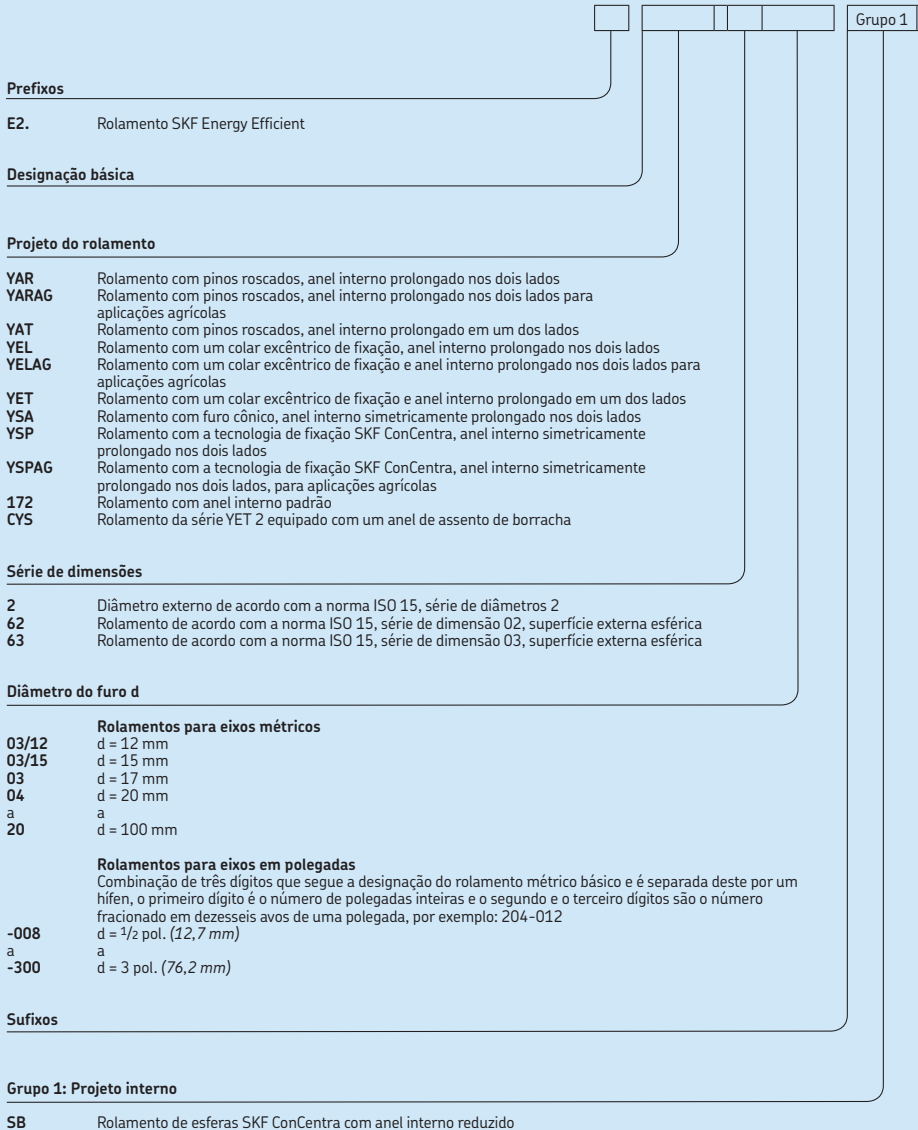 Grupo 1
Prefixos
E2. Rolamento SKF Energy Efficient
Designação básica
Projeto do rolamento
YAR Rolamento com pinos roscados, anel interno prolongado nos dois lados
YARAG Rolamento com pinos roscados, anel interno prolongado nos dois lados para
aplicações agrícolas
YAT Rolamento com pinos roscados, anel interno prolongado em um dos lados
YEL Rolamento com um colar excêntrico de fixação, anel interno prolongado nos dois lados
YELAG Rolamento com um colar excêntrico de fixação e anel interno prolongado nos dois lados para
aplicações agrícolas
YET Rolamento com um colar excêntrico de fixação e anel interno prolongado em um dos lados
YSA Rolamento com furo cônico, anel interno simetricamente prolongado nos dois lados
YSP Rolamento com a tecnologia de fixação SKF ConCentra, anel interno simetricamente
prolongado nos dois lados
YSPAG Rolamento com a tecnologia de fixação SKF ConCentra, anel interno simetricamente
prolongado nos dois lados, para aplicações agrícolas
172 Rolamento com anel interno padrão
CYS Rolamento da série YET 2 equipado com um anel de assento de borracha
Série de dimensões
2 Diâmetro externo de acordo com a norma ISO 15, série de diâmetros 2
62 Rolamento de acordo com a norma ISO 15, série de dimensão 02, superfície externa esférica
63 Rolamento de acordo com a norma ISO 15, série de dimensão 03, superfície externa esférica
Diâmetro do furo d
Rolamentos para eixos métricos
03/12 d = 12 mm
03/15 d = 15 mm
03 d = 17 mm
04 d = 20 mm
a a
20 d = 100 mm
Rolamentos para eixos em polegadas
Combinação de três dígitos que segue a designação do rolamento métrico básico e é separada deste por um
hífen, o primeiro dígito é o número de polegadas inteiras e o segundo e o terceiro dígitos são o número
fracionado em dezesseis avos de uma polegada, por exemplo: 204-012
-008 d = 1/2 pol. (12,7 mm)
a a
-300 d = 3 pol. (76,2 mm)
Sufixos
Grupo 1: Projeto interno
SB Rolamento de esferas SKF ConCentra com anel interno reduzido